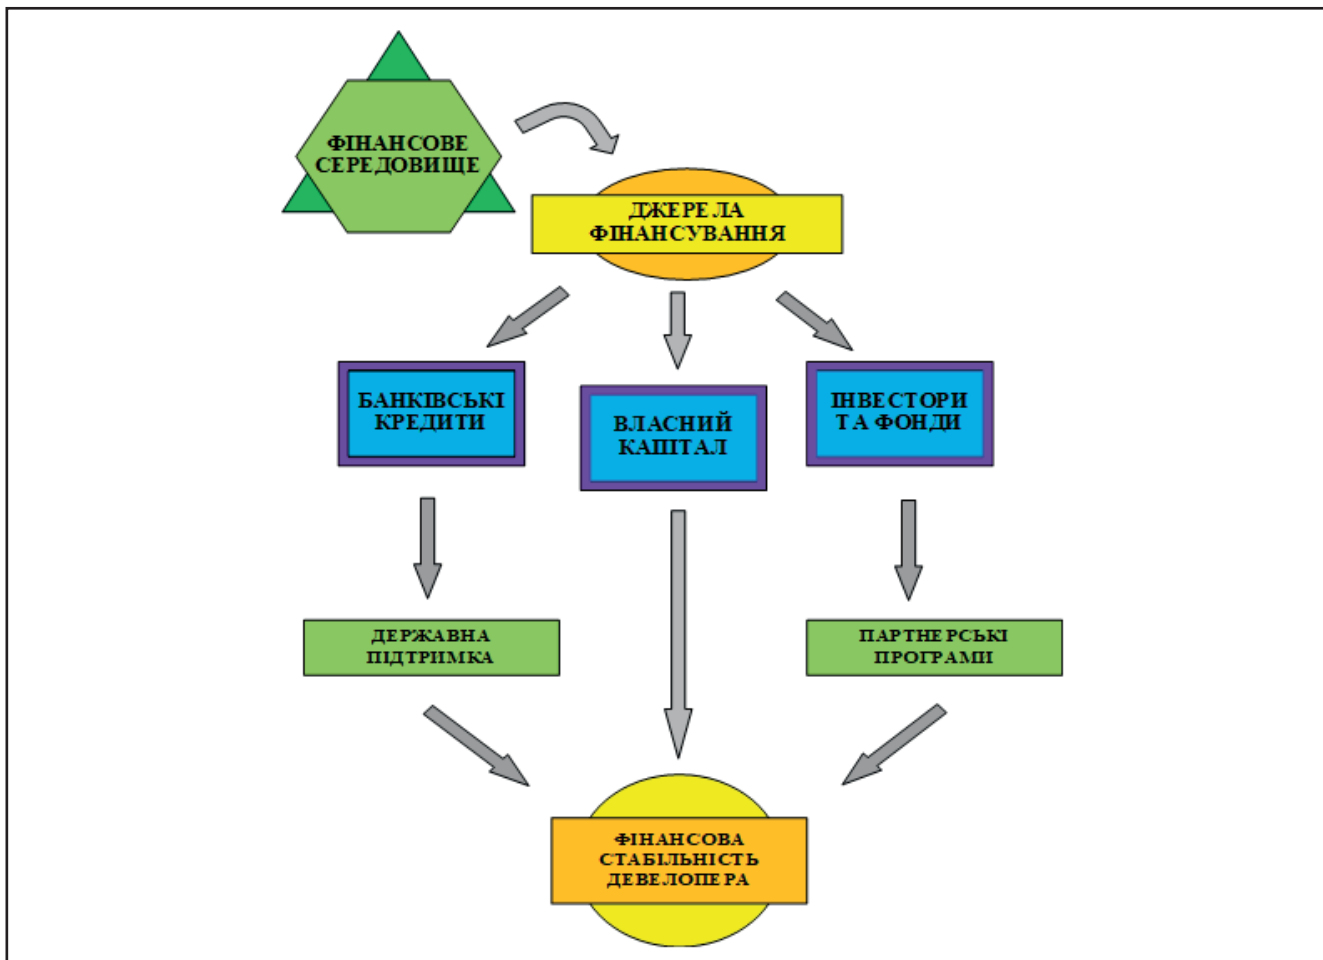 ФІНАНСОВЕ
СЕРЕДОВИЩЕ
ДЖЕРЕЛА
ФІНАНСУВАННЯ
БАНКІВСЬКІ
КРЕДИТИ
ВЛАСНИЙ
КАПІТАЛ
ІНВЕСТОРИ
ТА ФОНДИ
ДЕРЖАВНА
ПІДТРИМКА
ПАРТНЕРСЬКІ
ПРОГРАМИ
ФІНАНСОВА
СТАБІЛЬНІСТЬ
ДЕВЕЛОПЕРА